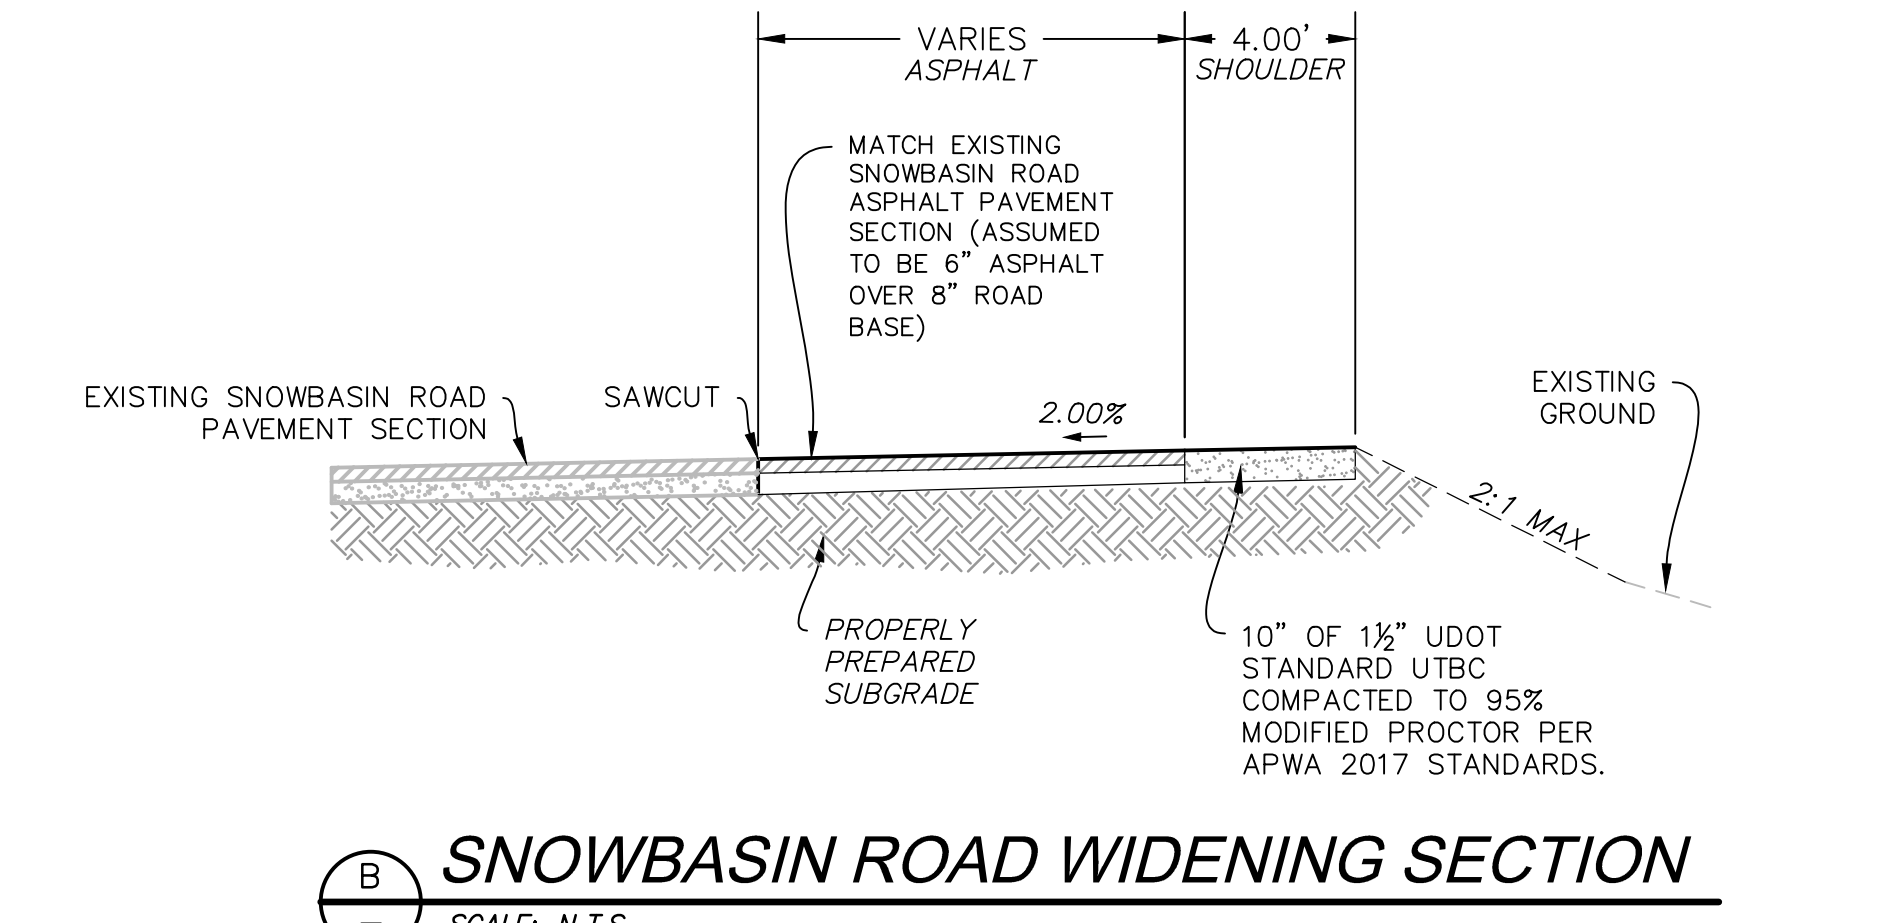 VARIES
ASPHALT
4.00'
SHOULDER
MATCH EXISTING
SNOWBASIN ROAD
ASPHALT PAVEMENT
SECTION (ASSUMED
TO BE 6" ASPHALT
OVER 8" ROAD
BASE)
EXISTING SNOWBASIN ROAD
PAVEMENT SECTION
SAWCUT
2.00%
EXISTING
GROUND
2:1 MAX
PROPERLY
PREPARED
SUBGRADE
10" OF 1½" UDOT
STANDARD UTBC
COMPACTED TO 95%
MODIFIED PROCTOR PER
APWA 2017 STANDARDS.
B
SNOWBASIN ROAD WIDENING SECTION
SCALE: N.T.S.